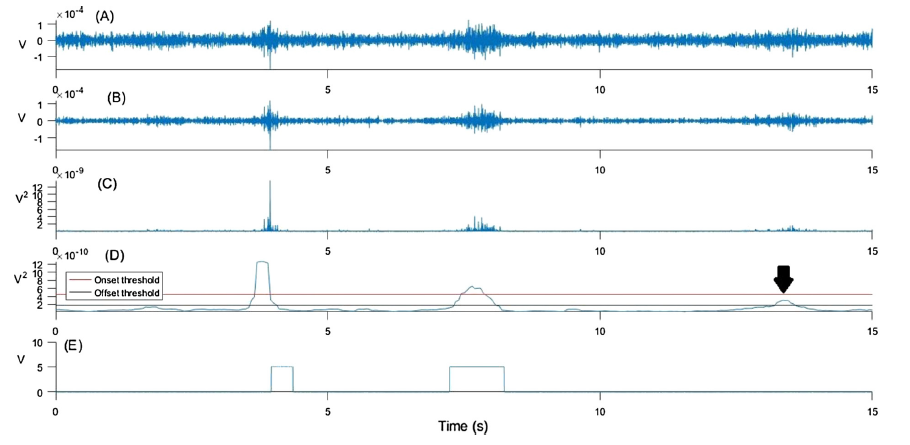 ×10⁻⁴
(A)
1
V 0
-1
0 5 10 15
×10⁻⁴
(B)
1
V 0
-1
0 5 10 15
×10⁻⁹
(C)
12
10
V² 8
6
4
2
0 5 10 15
×10⁻¹⁰
(D)
12
10
V² 8
6
4
2
Onset threshold
Offset threshold
0 5 10 15
10 (E)
V 5
0
0 5 10 15
Time (s)